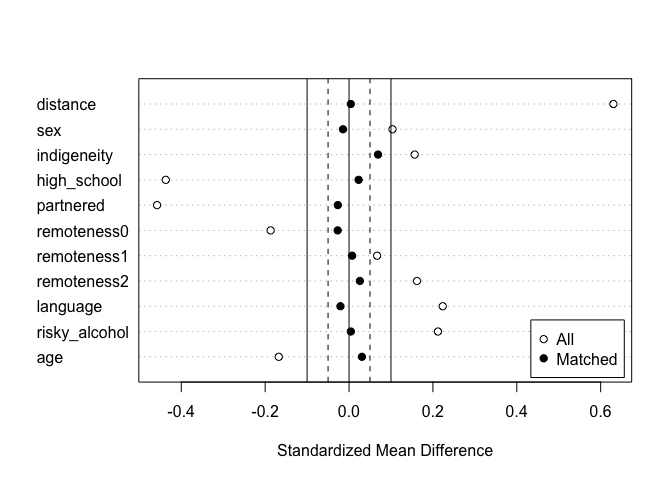 distance
sex
indigeneity
high_school
partnered
remoteness0
remoteness1
remoteness2
language
risky_alcohol
age
All
Matched
-0.4 -0.2 0.0 0.2 0.4 0.6
Standardized Mean Difference